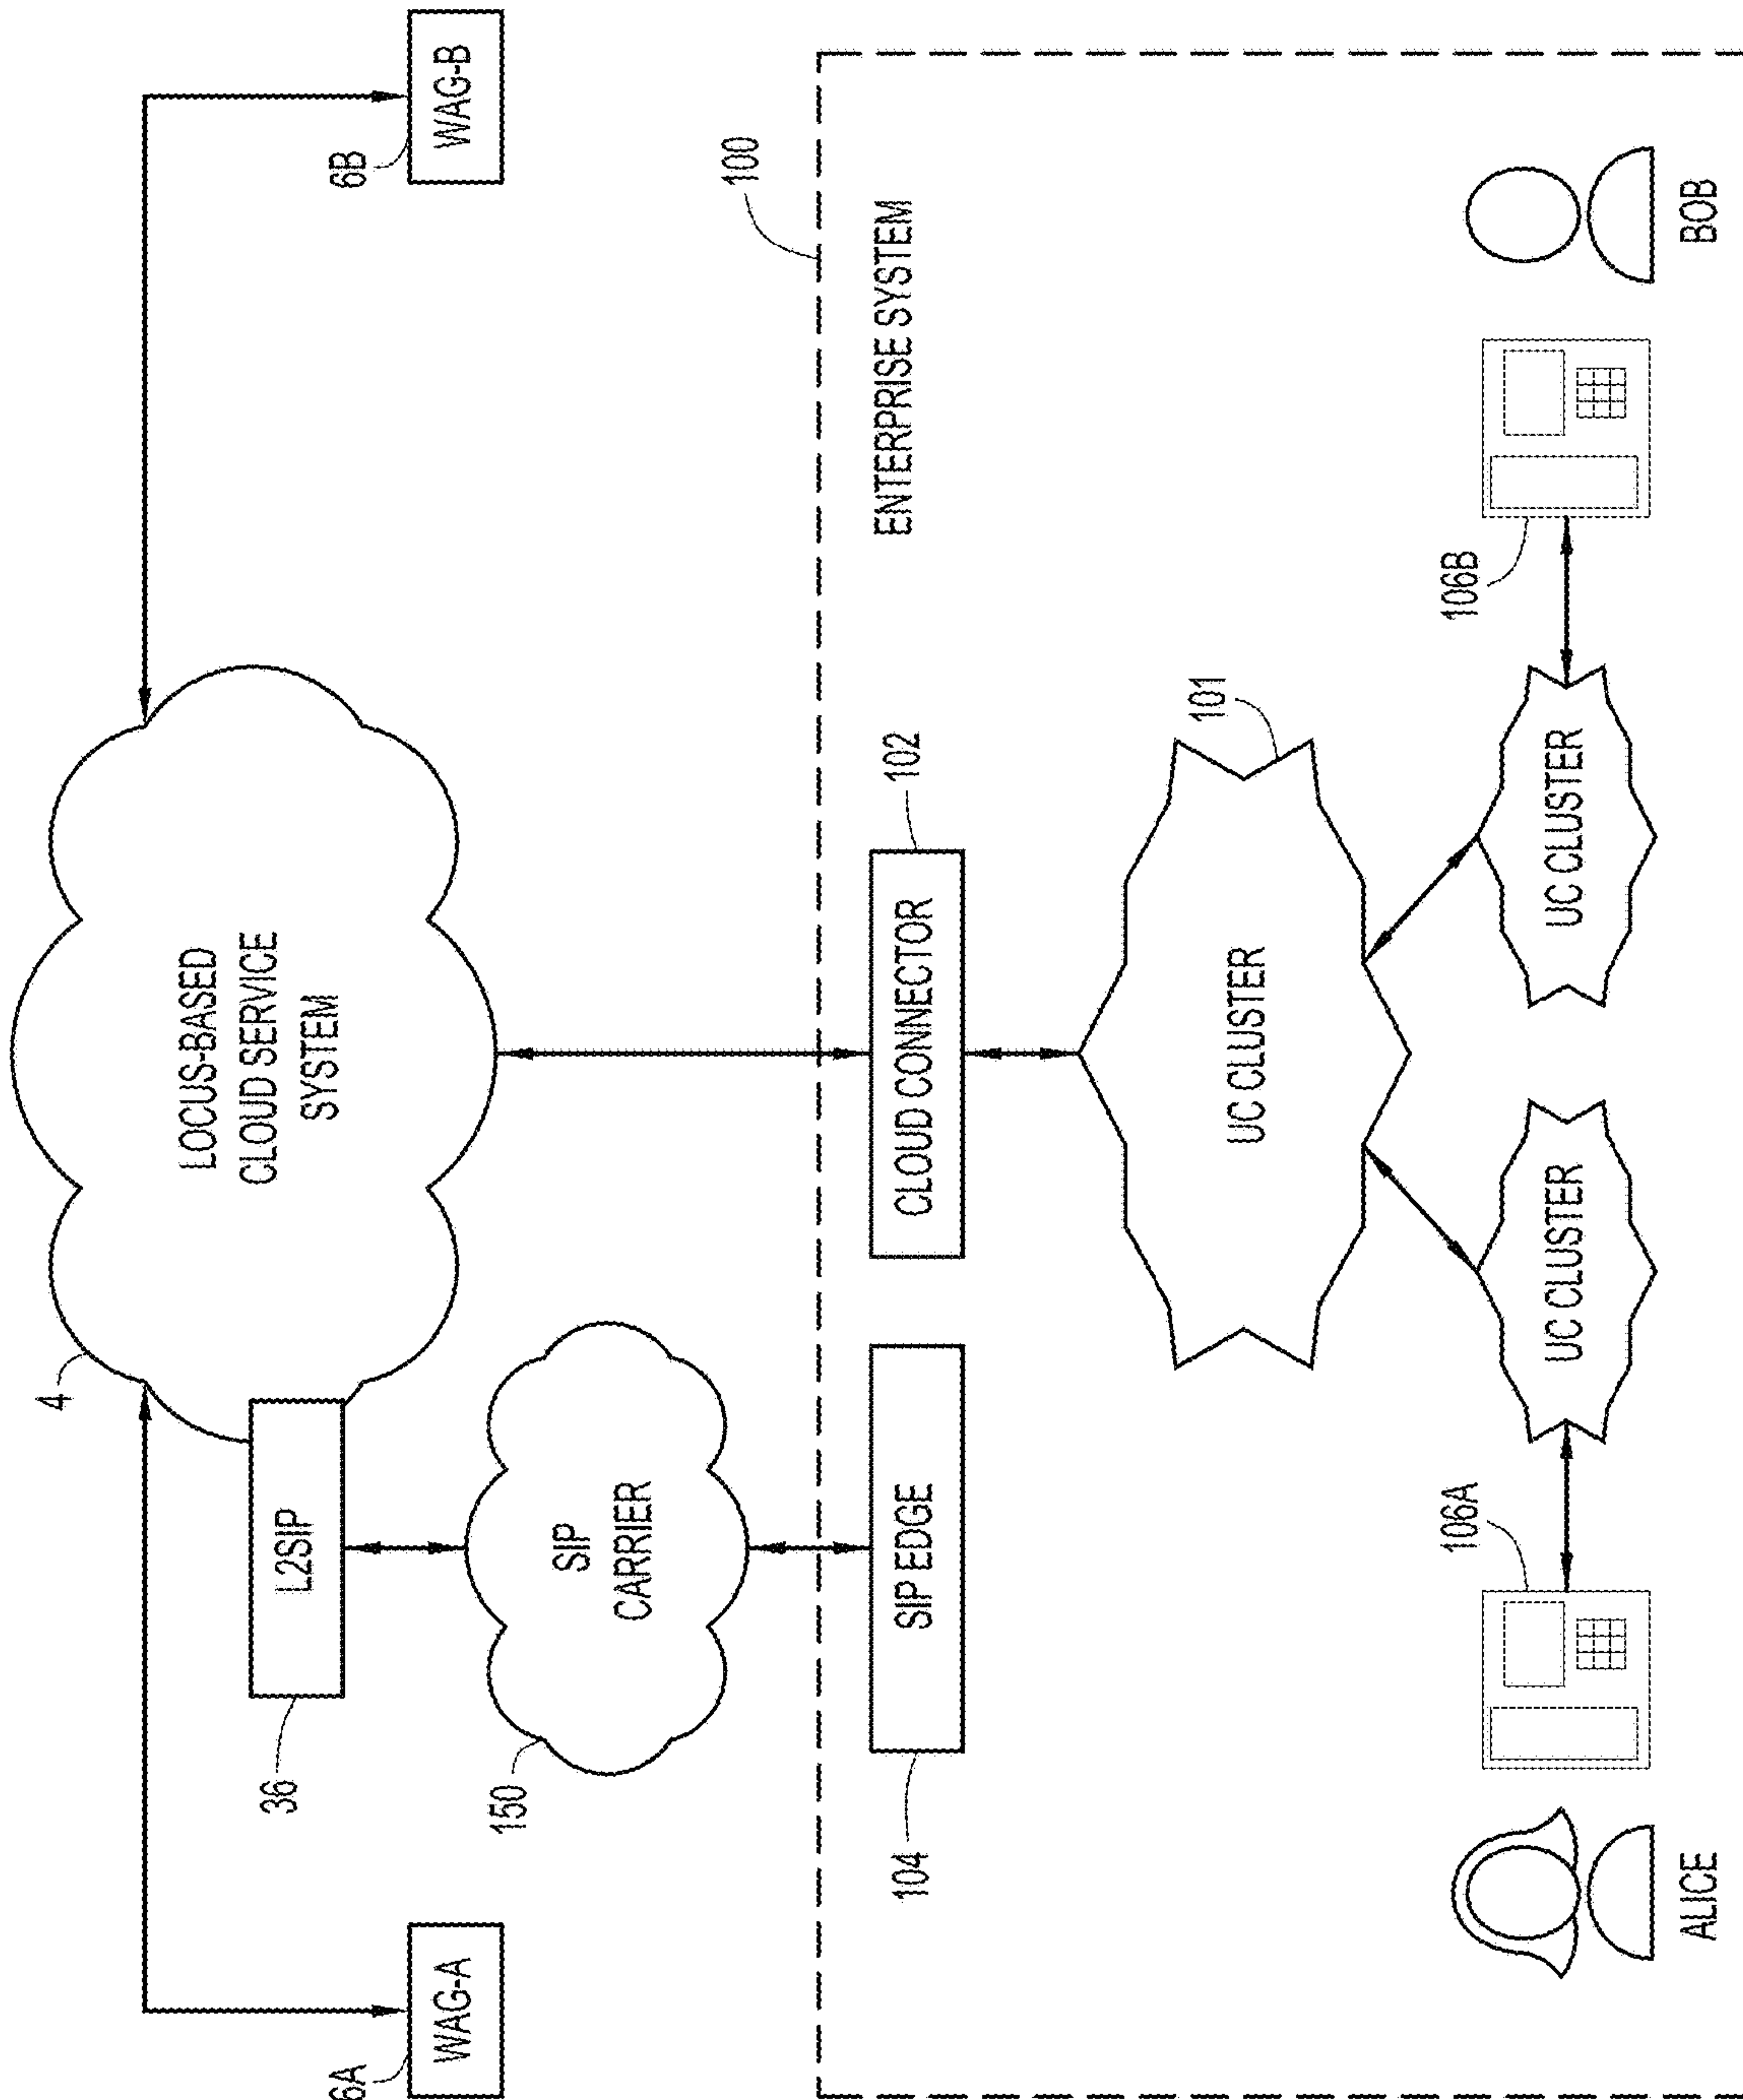 4
LOCUS-BASED
CLOUD SERVICE
SYSTEM
36
L2SIP
150
SIP
CARRIER
6A
WAG-A
6B
WAG-B
100
ENTERPRISE SYSTEM
104
SIP EDGE
CLOUD CONNECTOR
102
UC CLUSTER
101
UC CLUSTER
UC CLUSTER
106A
106B
ALICE
BOB